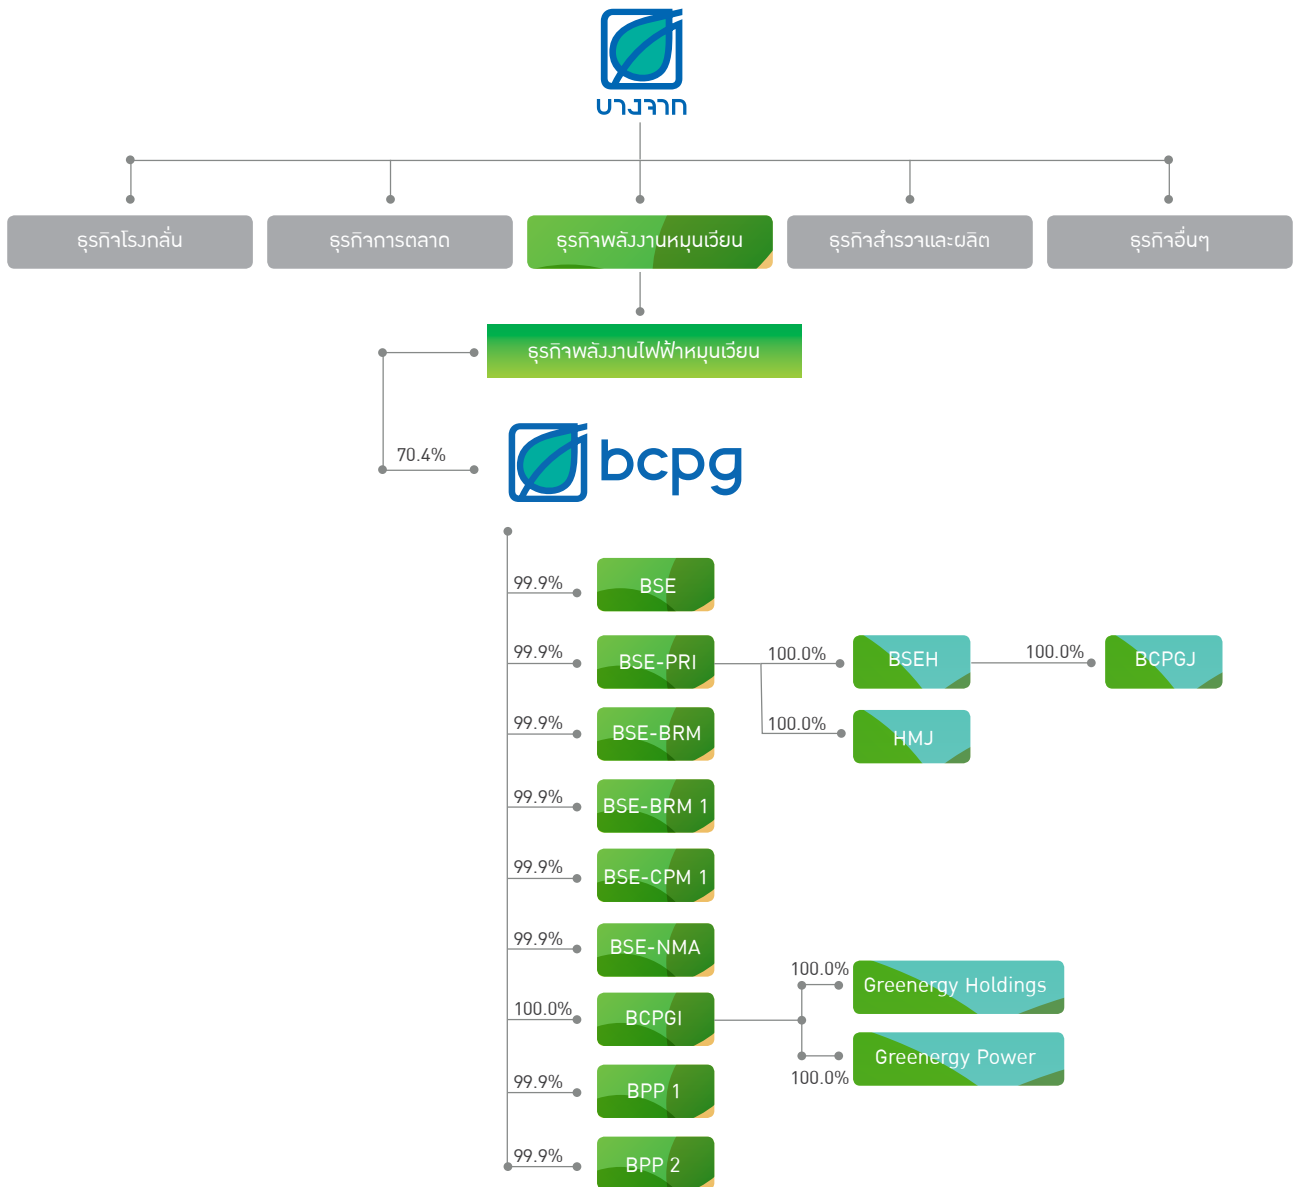 บางจาก
ธุรกิจโรงกลั่น
ธุรกิจการตลาด
ธุรกิจพลังงานหมุนเวียน
ธุรกิจสำรวจและผลิต
ธุรกิจอื่นๆ
ธุรกิจพลังงานไฟฟ้าหมุนเวียน
70.4%
bcpg
99.9%
BSE
99.9%
BSE-PRI
100.0%
BSEH
100.0%
BCPGJ
100.0%
HMJ
99.9%
BSE-BRM
99.9%
BSE-BRM 1
99.9%
BSE-CPM 1
99.9%
BSE-NMA
100.0%
BCPGI
100.0%
Greenergy Holdings
100.0%
Greenergy Power
99.9%
BPP 1
99.9%
BPP 2